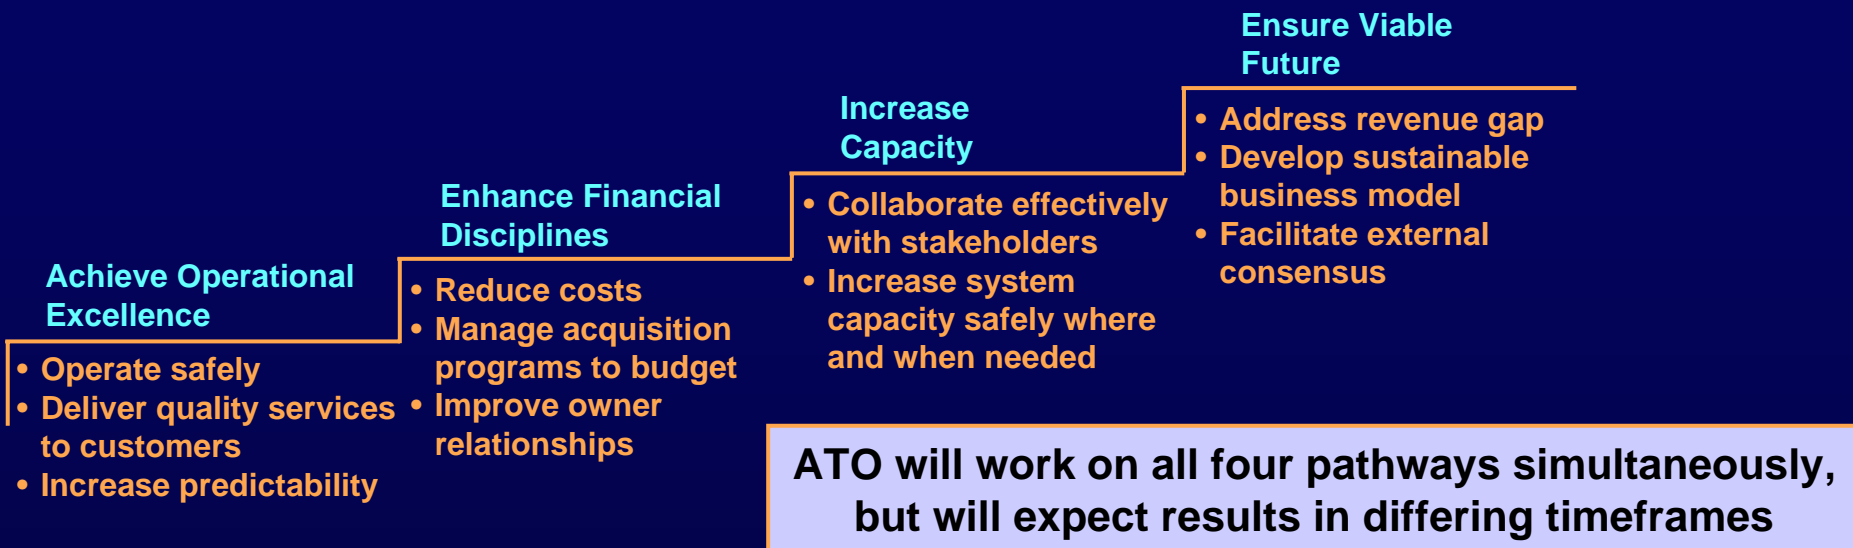 Achieve Operational
Excellence
• Operate safely
• Deliver quality services
to customers
• Increase predictability
Enhance Financial
Disciplines
• Reduce costs
• Manage acquisition
programs to budget
• Improve owner
relationships
Increase
Capacity
• Collaborate effectively
with stakeholders
• Increase system
capacity safely where
and when needed
Ensure Viable
Future
• Address revenue gap
• Develop sustainable
business model
• Facilitate external
consensus
ATO will work on all four pathways simultaneously,
but will expect results in differing timeframes